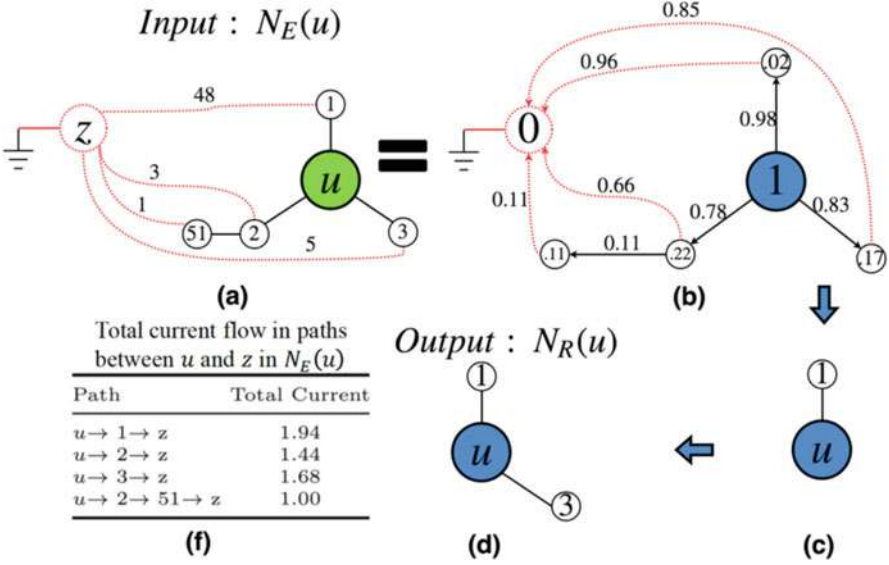 Input : N_E(u)
z
48
1
u
3
1
51
2
5
3
(a)
0.85
0.96
.02
0
0.98
1
0.66
0.11
0.78
0.83
.11
0.11
.22
.17
(b)
Total current flow in paths
between u and z in N_E(u)
Path Total Current
u→ 1→ z 1.94
u→ 2→ z 1.44
u→ 3→ z 1.68
u→ 2→ 51→ z 1.00
(f)
Output : N_R(u)
1
u
3
(d)
1
u
(c)